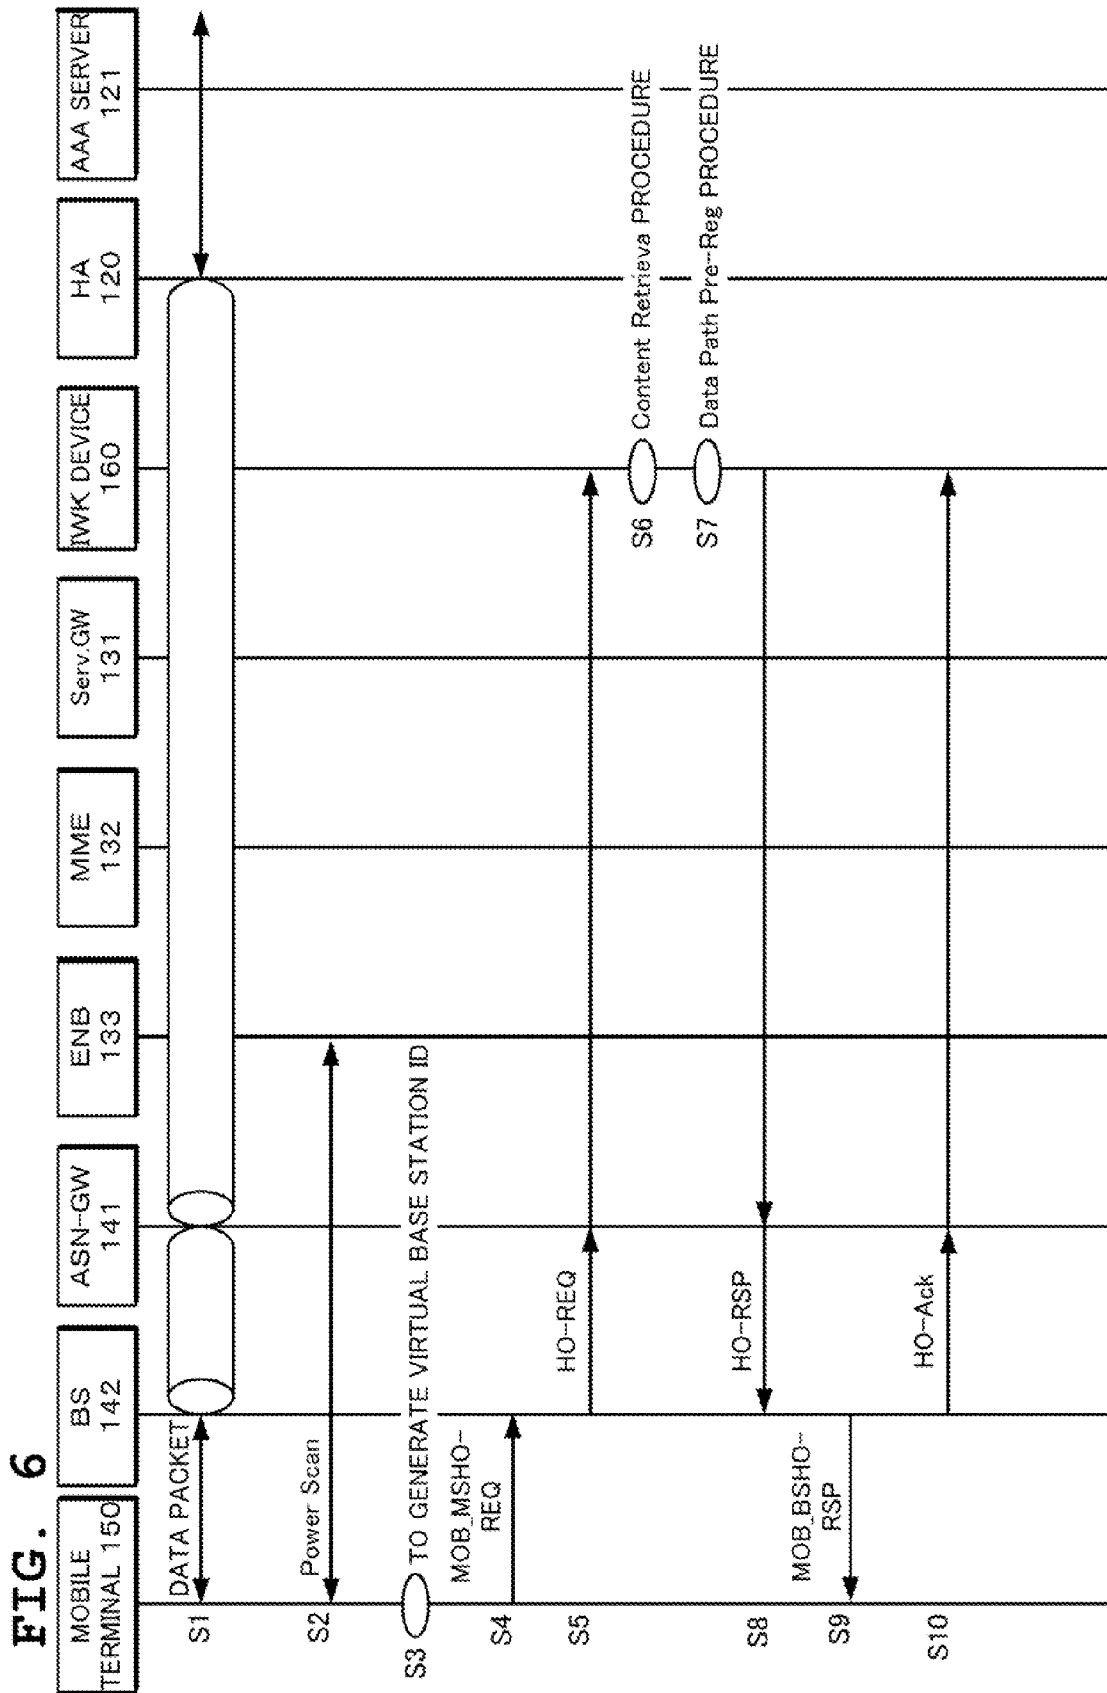 FIG. 6
MOBILE
TERMINAL 150
BS
142
ASN-GW
141
ENB
133
MME
132
Serv.GW
131
IWK DEVICE
160
HA
120
AAA SERVER
121
S1
DATA PACKET
S2
Power Scan
S3
TO GENERATE VIRTUAL BASE STATION ID
S4
MOB_MSHO-
REQ
S5
HO-REQ
S6
Content Retrieva PROCEDURE
S7
Data Path Pre-Reg PROCEDURE
S8
HO-RSP
S9
MOB_BSHO-
RSP
S10
HO-Ack